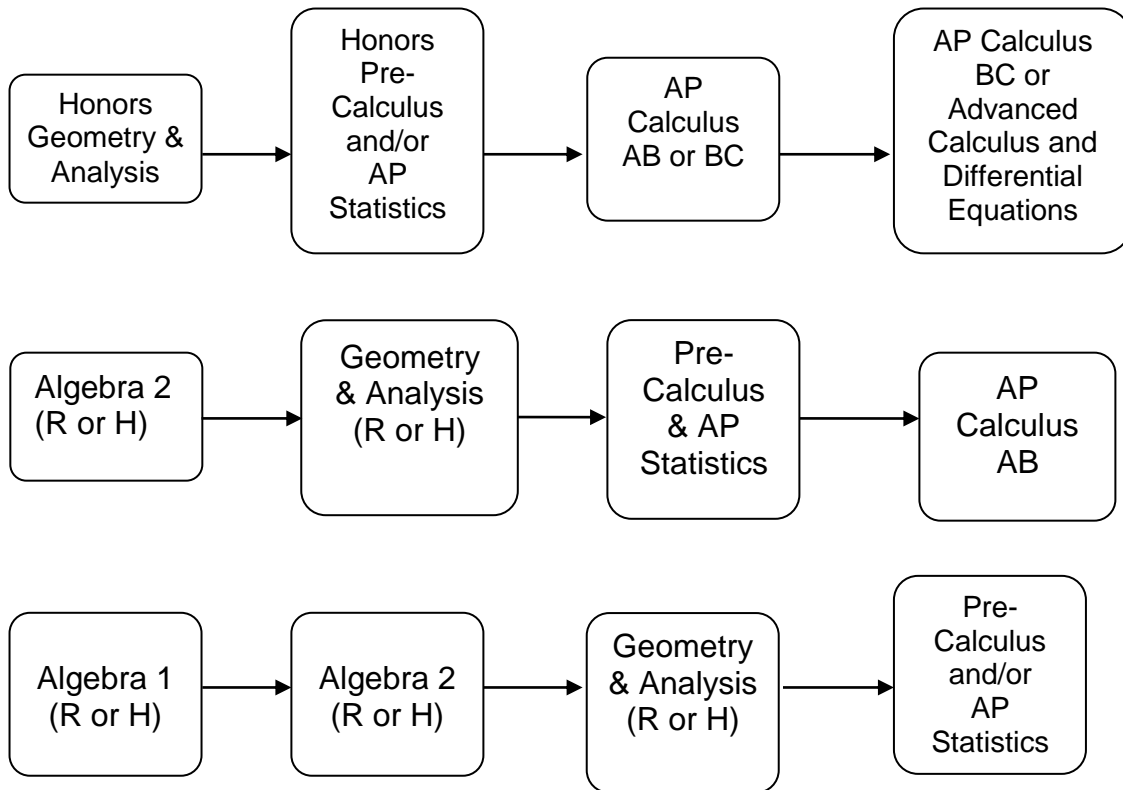 Honors
Geometry &
Analysis
Honors
Pre-
Calculus
and/or
AP
Statistics
AP
Calculus
AB or BC
AP Calculus
BC or
Advanced
Calculus and
Differential
Equations
Algebra 2
(R or H)
Geometry
& Analysis
(R or H)
Pre-
Calculus
& AP
Statistics
AP
Calculus
AB
Algebra 1
(R or H)
Algebra 2
(R or H)
Geometry
& Analysis
(R or H)
Pre-
Calculus
and/or
AP
Statistics